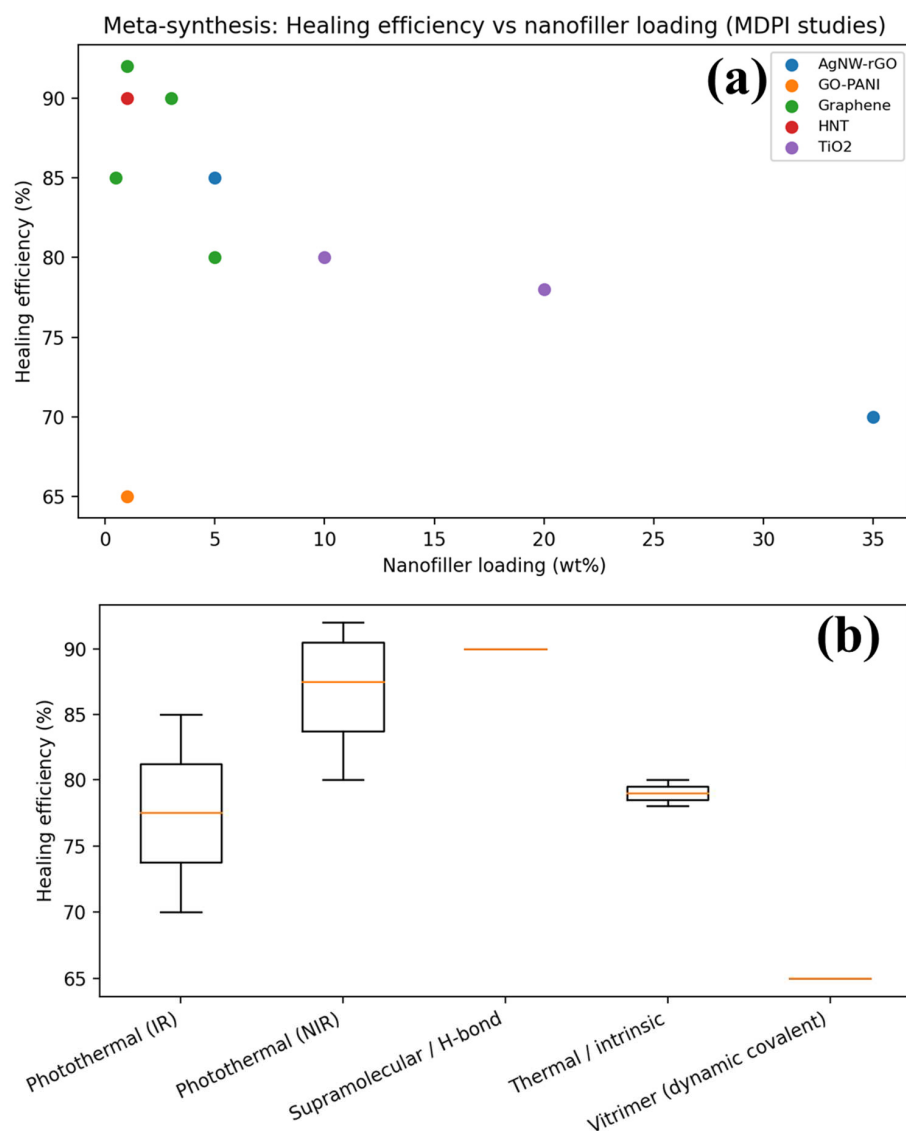 Meta-synthesis: Healing efficiency vs nanofiller loading (MDPI studies)
(a)
AgNW-rGO
GO-PANI
Graphene
HNT
TiO2
Healing efficiency (%)
90
85
80
75
70
65
0 5 10 15 20 25 30 35
Nanofiller loading (wt%)
(b)
Healing efficiency (%)
90
85
80
75
70
65
Photothermal (IR)
Photothermal (NIR)
Supramolecular / H-bond
Thermal / intrinsic
Vitrimer (dynamic covalent)